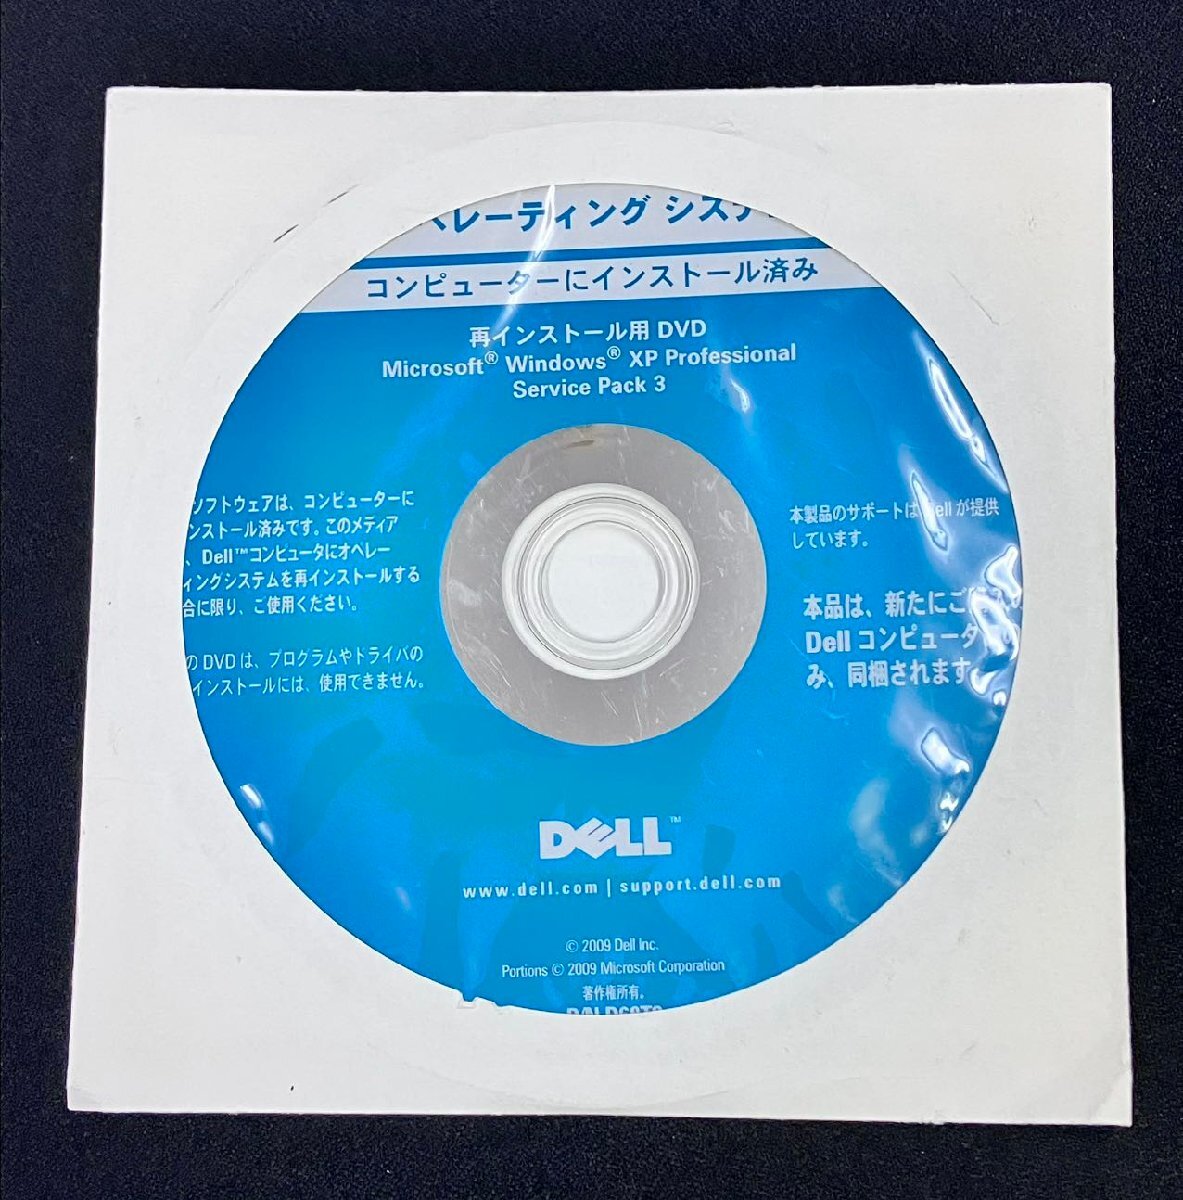 ペレーティング システ
コンピューターにインストール済み
再インストール用 DVD
Microsoft® Windows® XP Professional
Service Pack 3
ソフトウェアは、コンピューターに
ンストール済みです。このメディア
、Dell™コンピュータにオペレー
ィングシステムを再インストールする
合に限り、ご使用ください。
の DVD は、プログラムやドライバの
インストールには、使用できません。
本製品のサポートは Dell が提供
しています。
本品は、新たにご
Dell コンピュータ
み、同梱されます。
DELL™
www.dell.com | support.dell.com
© 2009 Dell Inc.
Portions © 2009 Microsoft Corporation
著作権所有。